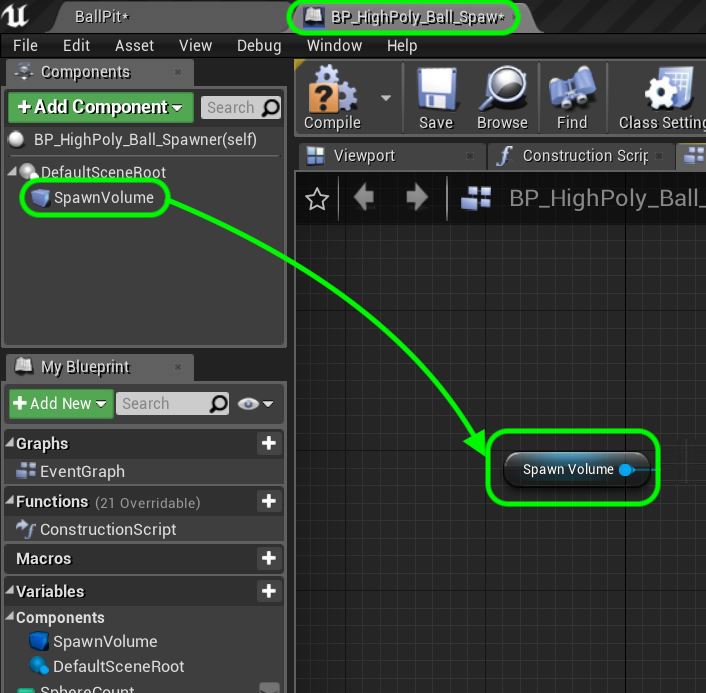 BallPit*
BP_HighPoly_Ball_Spaw*
File Edit Asset View Debug Window Help
Components
+Add Component
Search
BP_HighPoly_Ball_Spawner(self)
DefaultSceneRoot
SpawnVolume
Compile
Save
Browse
Find
Class Setting
Viewport
Construction Scrip
BP_HighPoly_Ball_
Spawn Volume
My Blueprint
+Add New
Search
Graphs
EventGraph
Functions (21 Overridable)
ConstructionScript
Macros
Variables
Components
SpawnVolume
DefaultSceneRoot
SphereCount